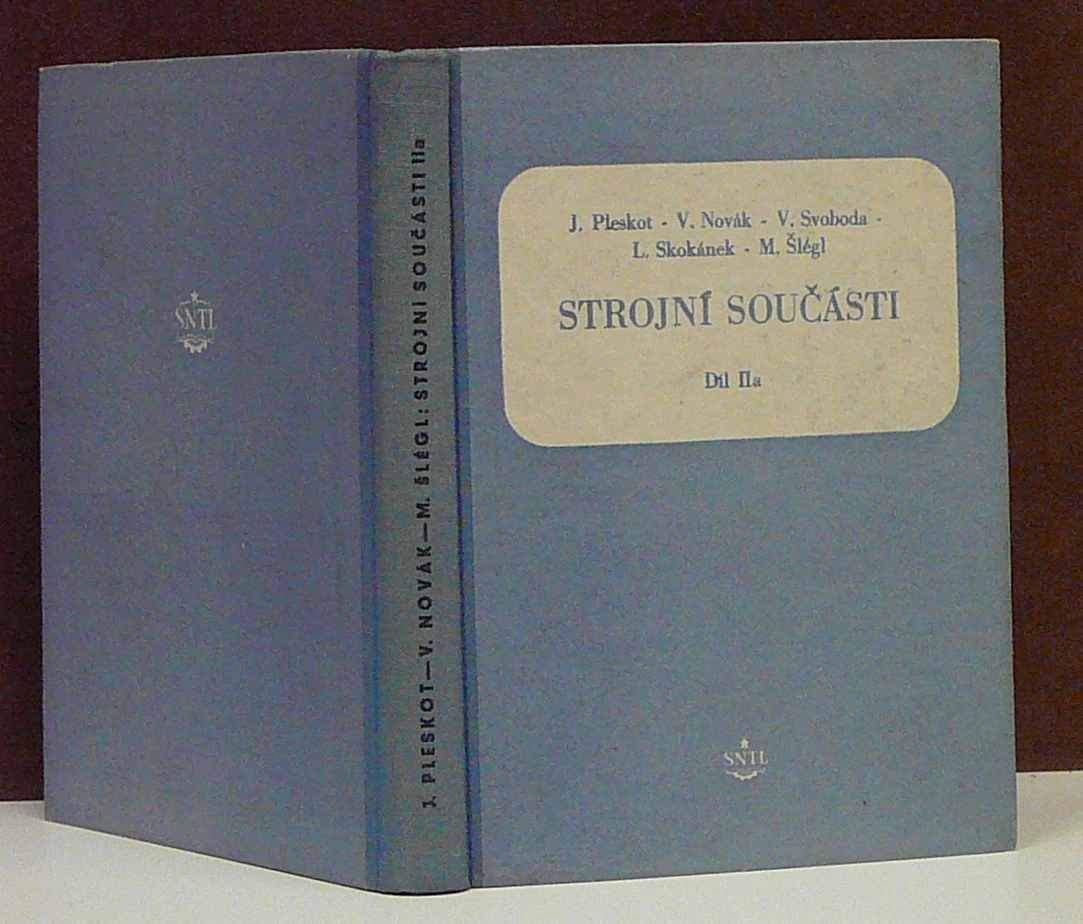 SNTL
J. PLESKOT—V. NOVÁK—M. ŠLÉGL: STROJNÍ SOUČÁSTI IIa
J. Pleskot - V. Novák - V. Svoboda -
L. Skokánek - M. Šlégl
STROJNÍ SOUČÁSTI
Díl IIa
SNTL